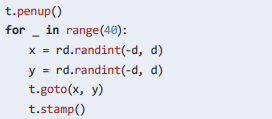 t.penup()
for _ in range(40):
    x = rd.randint(-d, d)
    y = rd.randint(-d, d)
    t.goto(x, y)
    t.stamp()